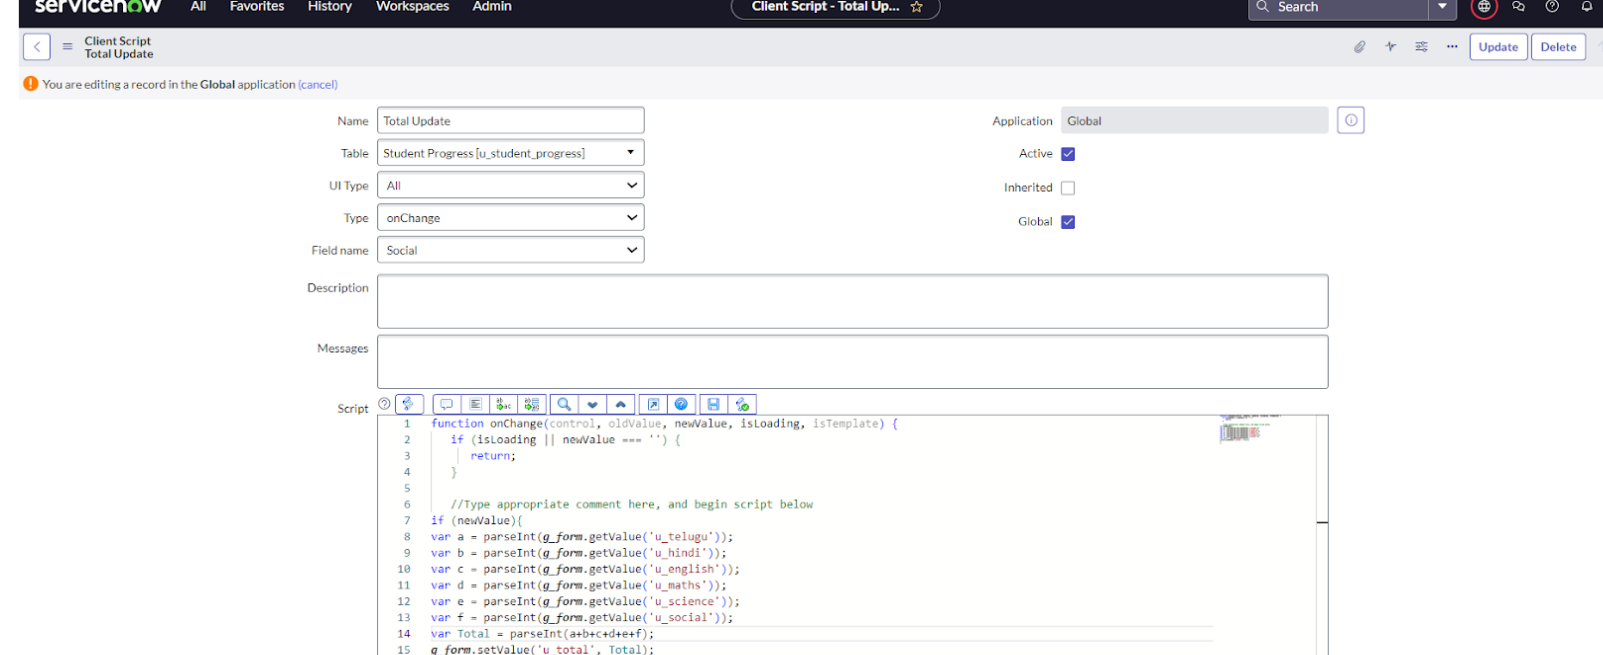 servicenow All Favorites History Workspaces Admin Client Script - Total Up... ☆ Search
Client Script
Total Update
Update Delete
You are editing a record in the Global application (cancel)
Name Total Update Application Global
Table Student Progress [u_student_progress] Active
UI Type All Inherited
Type onChange Global
Field name Social
Description
Messages
Script
1 function onChange(control, oldValue, newValue, isLoading, isTemplate) {
2 if (isLoading || newValue === '') {
3 return;
4 }
5
6 //Type appropriate comment here, and begin script below
7 if (newValue){
8 var a = parseInt(g_form.getValue('u_telugu'));
9 var b = parseInt(g_form.getValue('u_hindi'));
10 var c = parseInt(g_form.getValue('u_english'));
11 var d = parseInt(g_form.getValue('u_maths'));
12 var e = parseInt(g_form.getValue('u_science'));
13 var f = parseInt(g_form.getValue('u_social'));
14 var Total = parseInt(a+b+c+d+e+f);
15 g_form.setValue('u_total', Total);